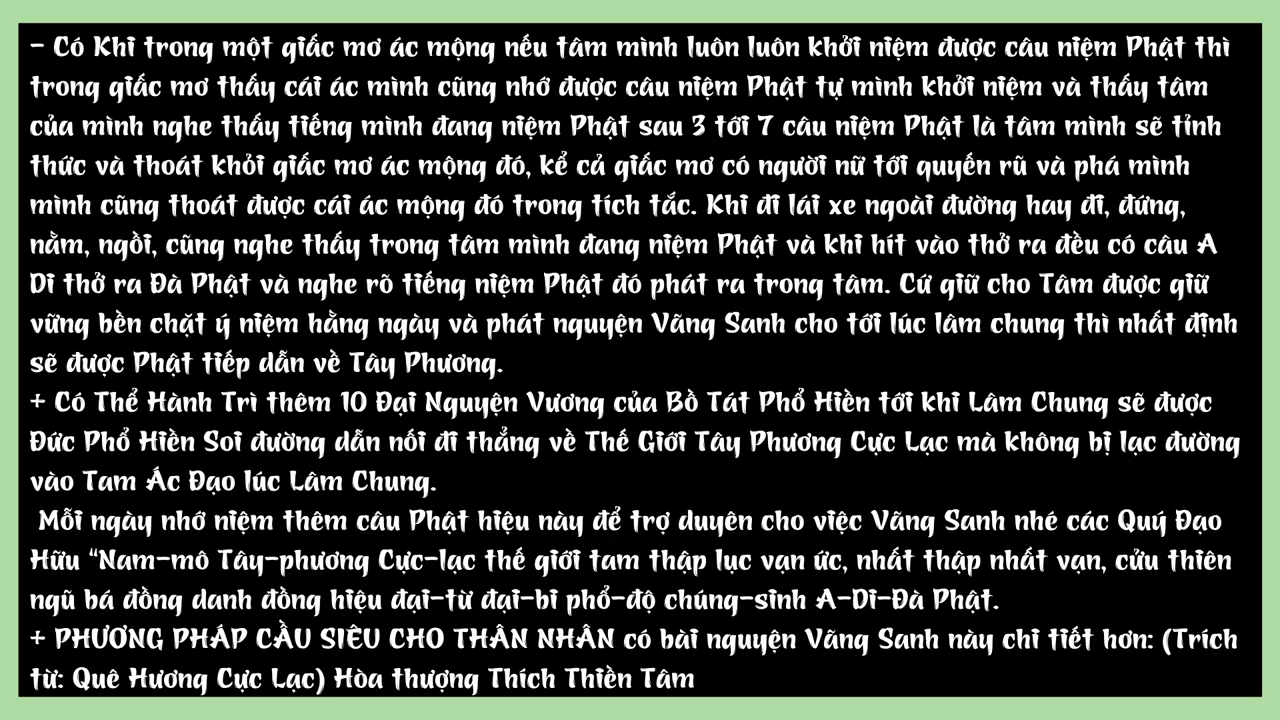 - Có Khi trong một giấc mơ ác mộng nếu tâm mình luôn luôn khởi niệm được câu niệm Phật thì
trong giấc mơ thấy cái ác mình cũng nhớ được câu niệm Phật tự mình khởi niệm và thấy tâm
của mình nghe thấy tiếng mình đang niệm Phật sau 3 tới 7 câu niệm Phật là tâm mình sẽ tỉnh
thức và thoát khỏi giấc mơ ác mộng đó, kể cả giấc mơ có người nữ tới quyến rũ và phá mình
mình cũng thoát được cái ác mộng đó trong tích tắc. Khi đi lái xe ngoài đường hay đi, đứng,
nằm, ngồi, cũng nghe thấy trong tâm mình đang niệm Phật và khi hít vào thở ra đều có câu A
Di thở ra Đà Phật và nghe rõ tiếng niệm Phật đó phát ra trong tâm. Cứ giữ cho Tâm được giữ
vững bền chặt ý niệm hằng ngày và phát nguyện Vãng Sanh cho tới lúc lâm chung thì nhất định
sẽ được Phật tiếp dẫn về Tây Phương.
+ Có Thể Hành Trì thêm 10 Đại Nguyện Vương của Bồ Tát Phổ Hiền tới khi Lâm Chung sẽ được
Đức Phổ Hiền Soi đường dẫn nối đi thẳng về Thế Giới Tây Phương Cực Lạc mà không bị lạc đường
vào Tam Ác Đạo lúc Lâm Chung.
Mỗi ngày nhớ niệm thêm câu Phật hiệu này để trợ duyên cho việc Vãng Sanh nhé các Quý Đạo
Hữu "Nam-mô Tây-phương Cực-lạc thế giới tam thập lục vạn ức, nhất thập nhất vạn, cửu thiên
ngũ bá đồng danh đồng hiệu đại-từ đại-bi phổ-độ chúng-sinh A-Di-Đà Phật.
+ PHƯƠNG PHÁP CẦU SIÊU CHO THÂN NHÂN có bài nguyện Vãng Sanh này chi tiết hơn: (Trích
từ: Quê Hương Cực Lạc) Hòa thượng Thích Thiền Tâm